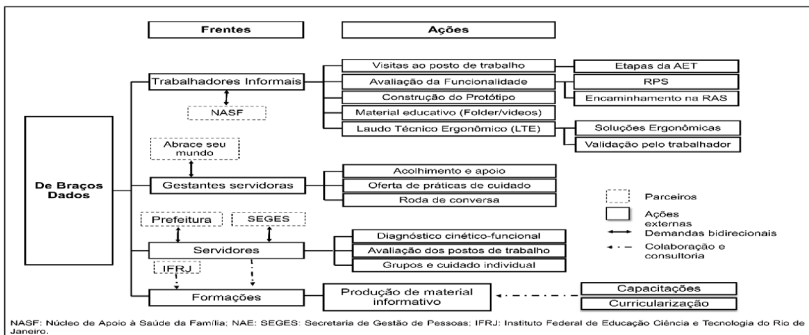 Frentes
Ações
De Braços
Dados
Trabalhadores Informais
NASF
Visitas ao posto de trabalho
Etapas da AET
Avaliação da Funcionalidade
RPS
Encaminhamento na RAS
Construção do Protótipo
Material educativo (Folder/videos)
Laudo Técnico Ergonômico (LTE)
Soluções Ergonômicas
Validação pelo trabalhador
Abrace seu
mundo
Gestantes servidoras
Acolhimento e apoio
Oferta de práticas de cuidado
Roda de conversa
Prefeitura
SEGES
Servidores
Diagnóstico cinético-funcional
Avaliação dos postos de trabalho
Grupos e cuidado individual
IFRJ
Formações
Produção de material
informativo
Capacitações
Curricularização
Parceiros
Ações
externas
Demandas bidirecionais
Colaboração e
consultoria
NASF: Núcleo de Apoio à Saúde da Família; NAE: SEGES: Secretaria de Gestão de Pessoas; IFRJ: Instituto Federal de Educação Ciência e Tecnologia do Rio de
Janeiro.